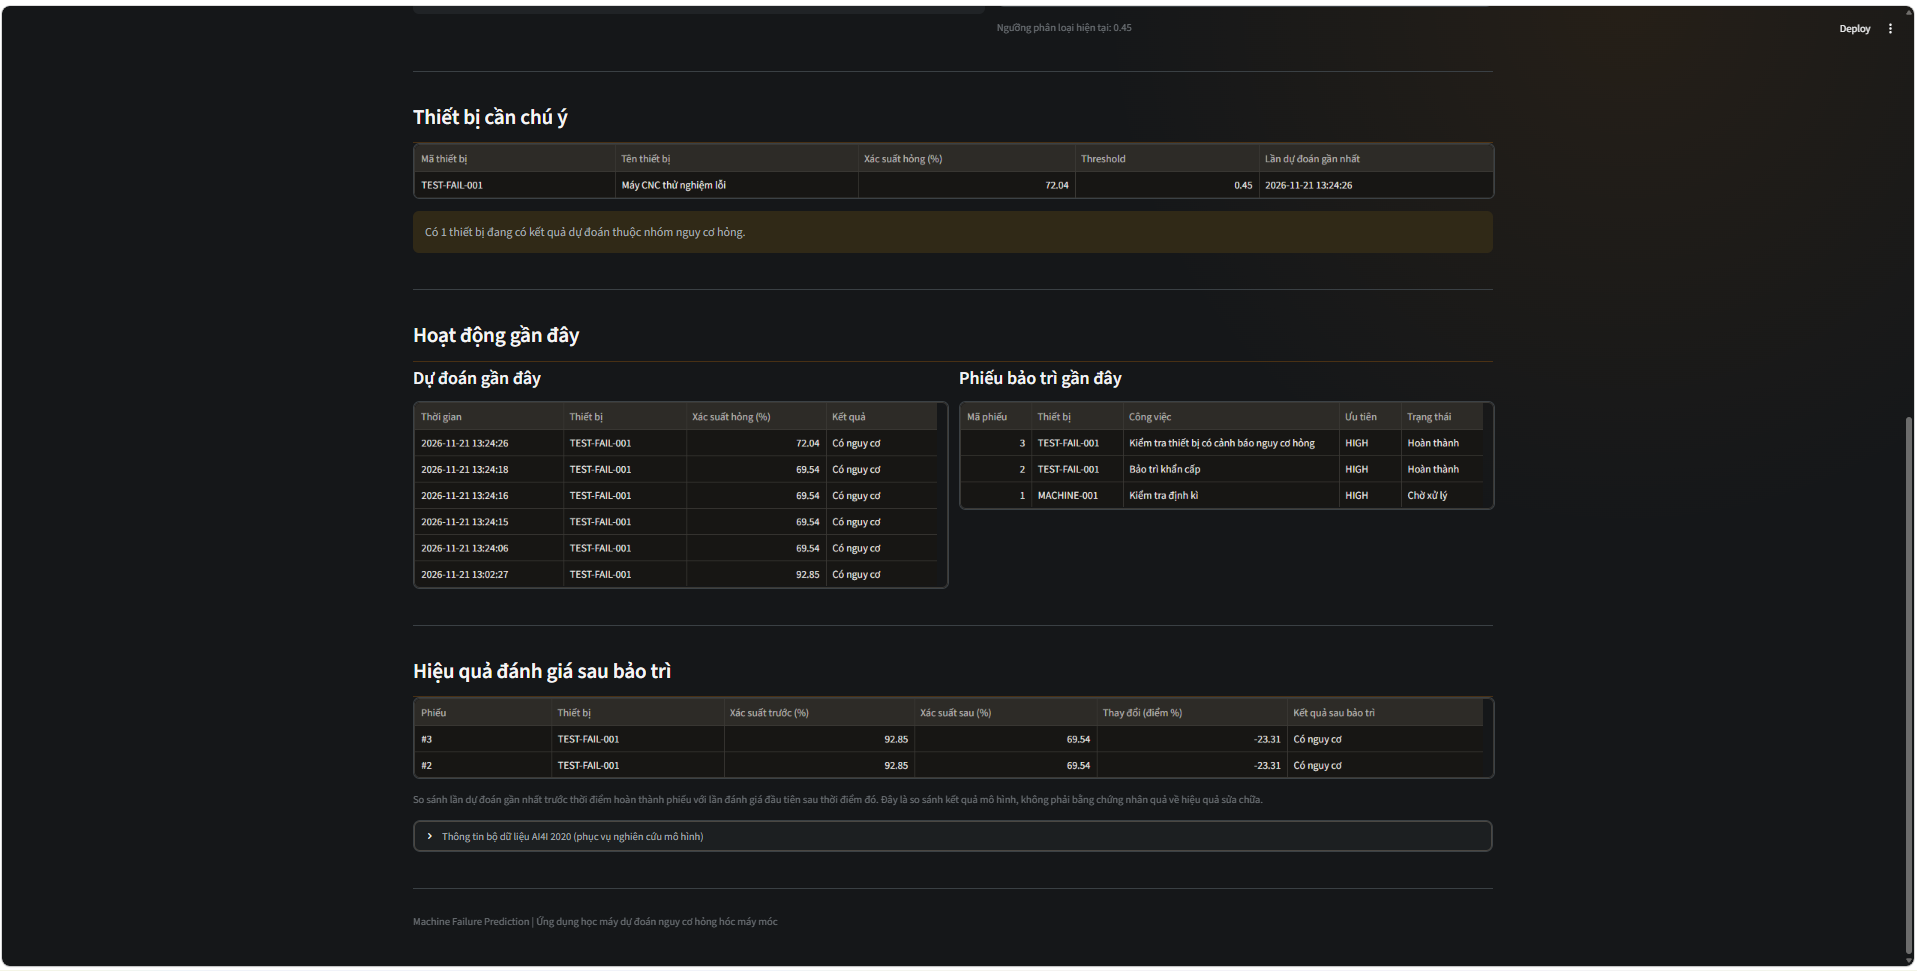 Ngưỡng phân loại hiện tại: 0.45
Deploy
Thiết bị cần chú ý
Mã thiết bị Tên thiết bị Xác suất hỏng (%) Threshold Lần dự đoán gần nhất
TEST-FAIL-001 Máy CNC thử nghiệm lỗi 72.04 0.45 2026-11-21 13:24:26
Có 1 thiết bị đang có kết quả dự đoán thuộc nhóm nguy cơ hỏng.
Hoạt động gần đây
Dự đoán gần đây
Thời gian Thiết bị Xác suất hỏng (%) Kết quả
2026-11-21 13:24:26 TEST-FAIL-001 72.04 Có nguy cơ
2026-11-21 13:24:18 TEST-FAIL-001 69.54 Có nguy cơ
2026-11-21 13:24:16 TEST-FAIL-001 69.54 Có nguy cơ
2026-11-21 13:24:15 TEST-FAIL-001 69.54 Có nguy cơ
2026-11-21 13:24:06 TEST-FAIL-001 69.54 Có nguy cơ
2026-11-21 13:02:27 TEST-FAIL-001 92.85 Có nguy cơ
Phiếu bảo trì gần đây
Mã phiếu Thiết bị Công việc Ưu tiên Trạng thái
3 TEST-FAIL-001 Kiểm tra thiết bị có cảnh báo nguy cơ hỏng HIGH Hoàn thành
2 TEST-FAIL-001 Bảo trì khẩn cấp HIGH Hoàn thành
1 MACHINE-001 Kiểm tra định kì HIGH Chờ xử lý
Hiệu quả đánh giá sau bảo trì
Phiếu Thiết bị Xác suất trước (%) Xác suất sau (%) Thay đổi (điểm %) Kết quả sau bảo trì
#3 TEST-FAIL-001 92.85 69.54 -23.31 Có nguy cơ
#2 TEST-FAIL-001 92.85 69.54 -23.31 Có nguy cơ
So sánh lần dự đoán gần nhất trước thời điểm hoàn thành phiếu với lần đánh giá đầu tiên sau thời điểm đó. Đây là so sánh kết quả mô hình, không phải bằng chứng nhân quả về hiệu quả sửa chữa.
Thông tin bộ dữ liệu AI4I 2020 (phục vụ nghiên cứu mô hình)
Machine Failure Prediction | Ứng dụng học máy dự đoán nguy cơ hỏng hóc máy móc